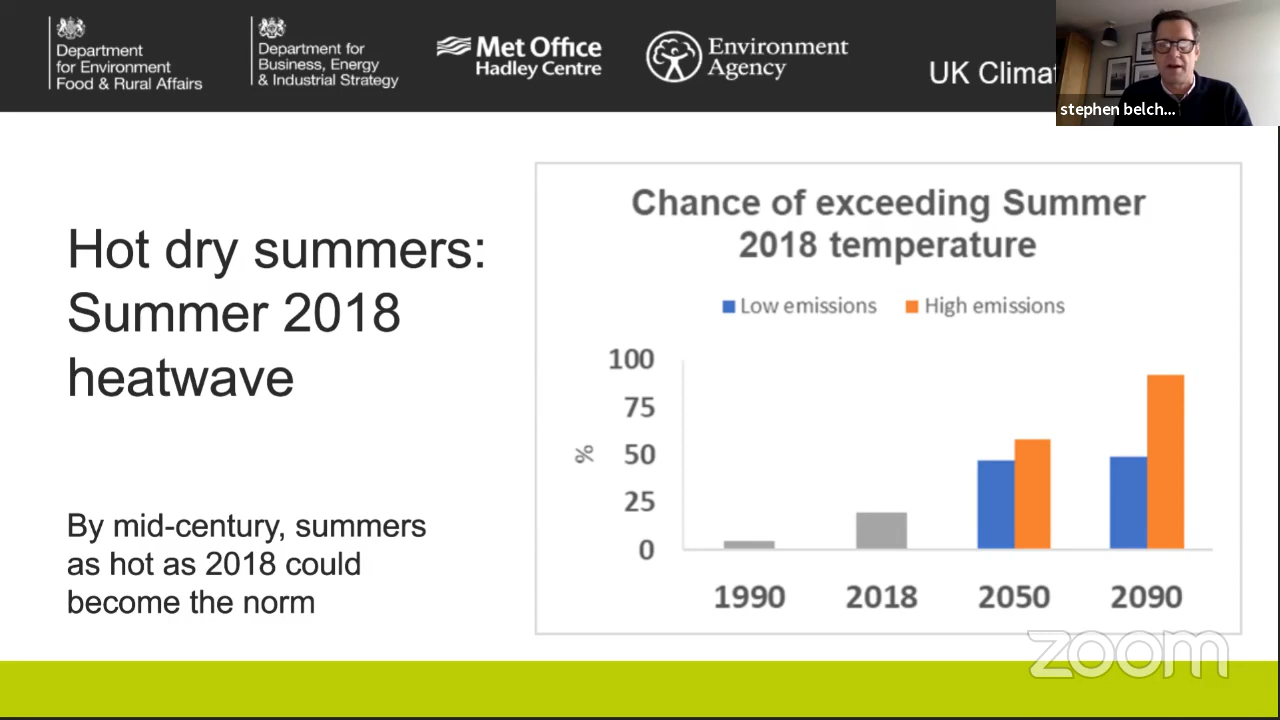 Department
for Environment
Food & Rural Affairs
Department for
Business, Energy
& Industrial Strategy
Met Office
Hadley Centre
Environment
Agency
UK Climat
stephen belch...
Hot dry summers:
Summer 2018
heatwave
By mid-century, summers
as hot as 2018 could
become the norm
Chance of exceeding Summer
2018 temperature
Low emissions High emissions
100
75
%
50
25
0
1990 2018 2050 2090
zoom